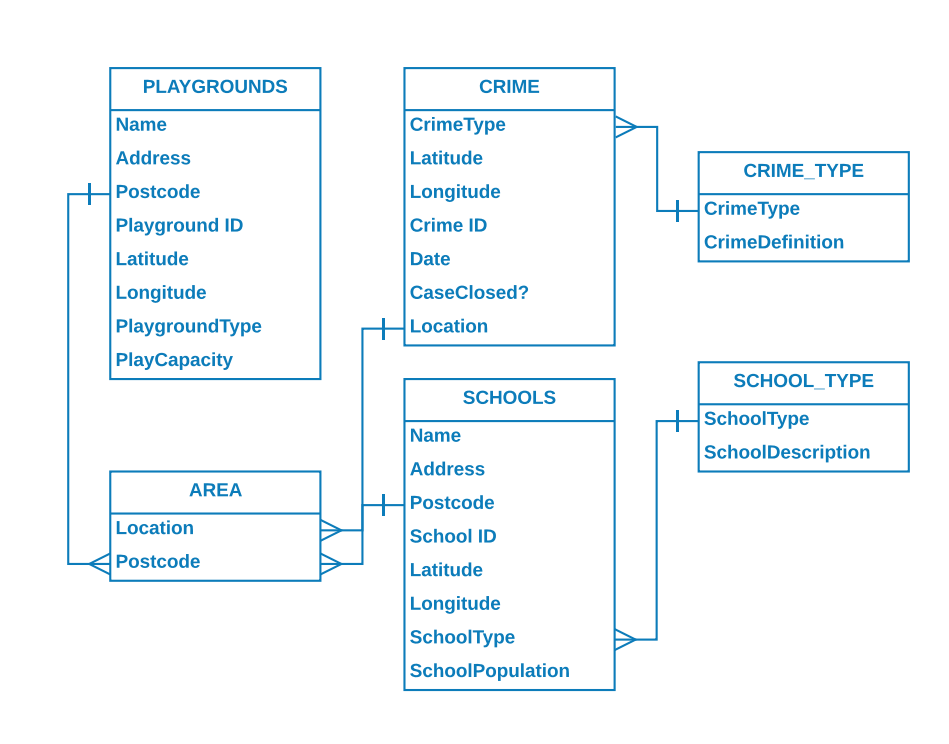 PLAYGROUNDS
Name
Address
Postcode
Playground ID
Latitude
Longitude
PlaygroundType
PlayCapacity
CRIME
CrimeType
Latitude
Longitude
Crime ID
Date
CaseClosed?
Location
CRIME_TYPE
CrimeType
CrimeDefinition
AREA
Location
Postcode
SCHOOLS
Name
Address
Postcode
School ID
Latitude
Longitude
SchoolType
SchoolPopulation
SCHOOL_TYPE
SchoolType
SchoolDescription